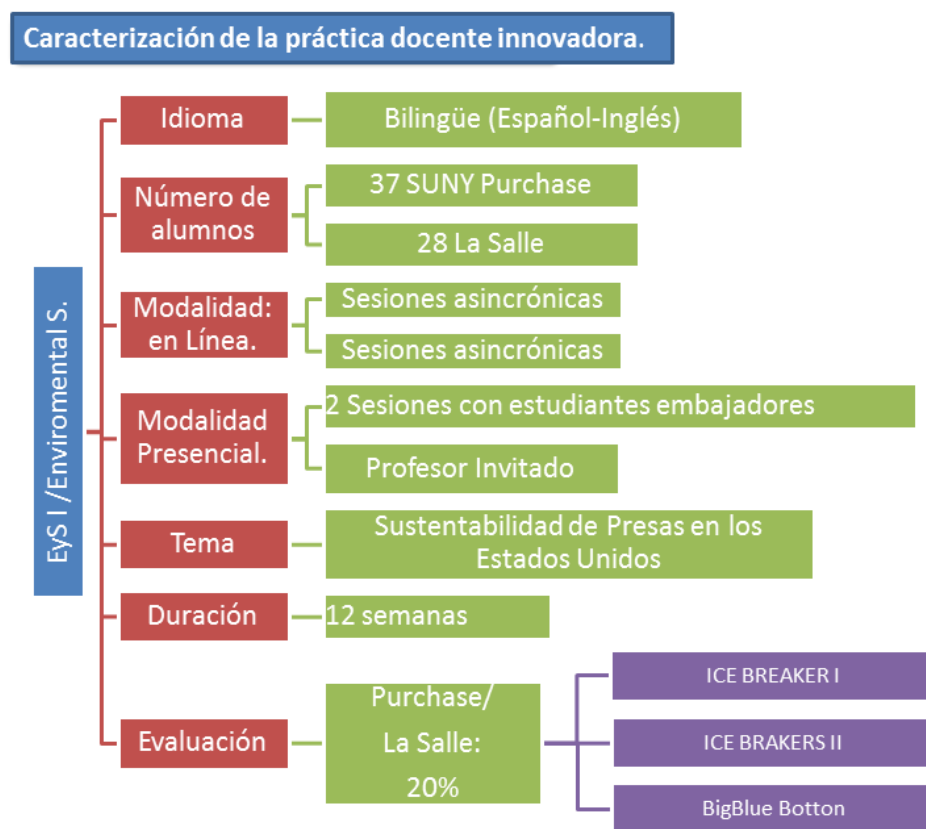 Caracterización de la práctica docente innovadora.
EyS I /Enviromental S.
Idioma
Bilingüe (Español-Inglés)
Número de
alumnos
37 SUNY Purchase
28 La Salle
Modalidad:
en Línea.
Sesiones asincrónicas
Sesiones asincrónicas
Modalidad
Presencial.
2 Sesiones con estudiantes embajadores
Profesor Invitado
Tema
Sustentabilidad de Presas en los
Estados Unidos
Duración
12 semanas
Evaluación
Purchase/
La Salle:
20%
ICE BREAKER I
ICE BRAKERS II
BigBlue Botton